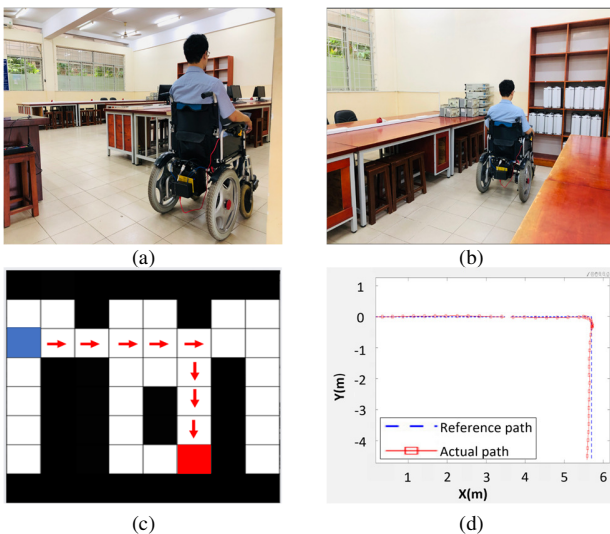 (a)
(b)
(c)
(d)
1
0
-1
-2
-3
-4
Y(m)
Reference path
Actual path
1 2 3 4 5 6
X(m)